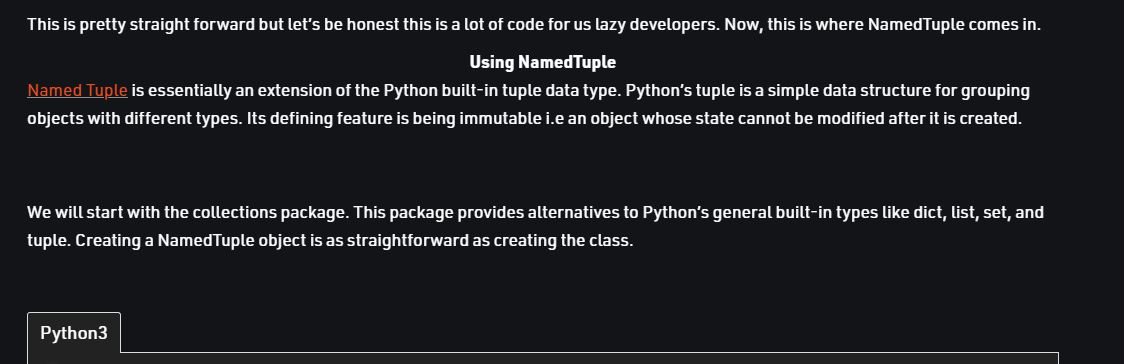 This is pretty straight forward but let's be honest this is a lot of code for us lazy developers. Now, this is where NamedTuple comes in.
Using NamedTuple
Named Tuple is essentially an extension of the Python built-in tuple data type. Python's tuple is a simple data structure for grouping
objects with different types. Its defining feature is being immutable i.e an object whose state cannot be modified after it is created.
We will start with the collections package. This package provides alternatives to Python's general built-in types like dict, list, set, and
tuple. Creating a NamedTuple object is as straightforward as creating the class.
Python3